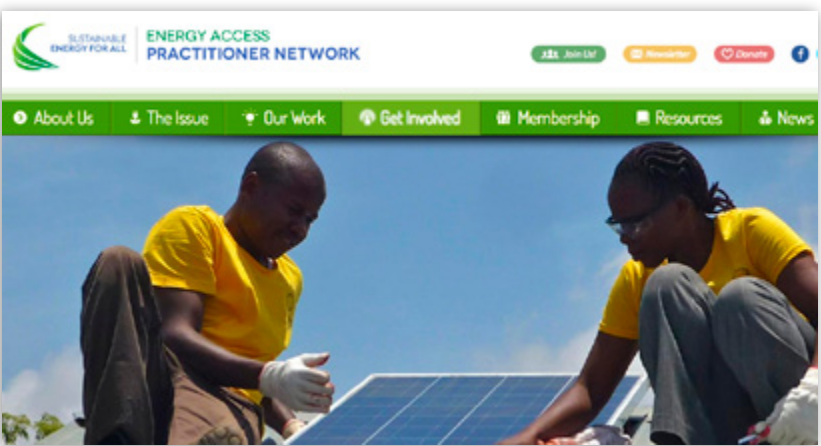 SUSTAINABLE
ENERGY FOR ALL
ENERGY ACCESS
PRACTITIONER NETWORK
Join Us!
Newsletter
Donate
About Us
The Issue
Our Work
Get Involved
Membership
Resources
News